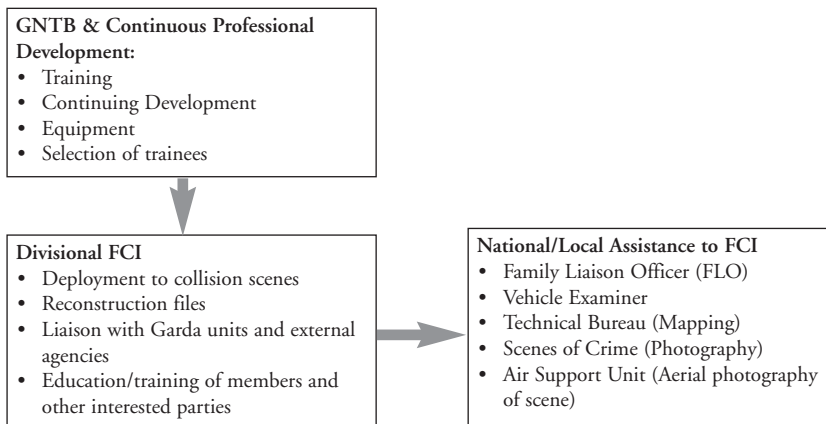 GNTB & Continuous Professional
Development:
• Training
• Continuing Development
• Equipment
• Selection of trainees
Divisional FCI
• Deployment to collision scenes
• Reconstruction files
• Liaison with Garda units and external
agencies
• Education/training of members and
other interested parties
National/Local Assistance to FCI
• Family Liaison Officer (FLO)
• Vehicle Examiner
• Technical Bureau (Mapping)
• Scenes of Crime (Photography)
• Air Support Unit (Aerial photography
of scene)